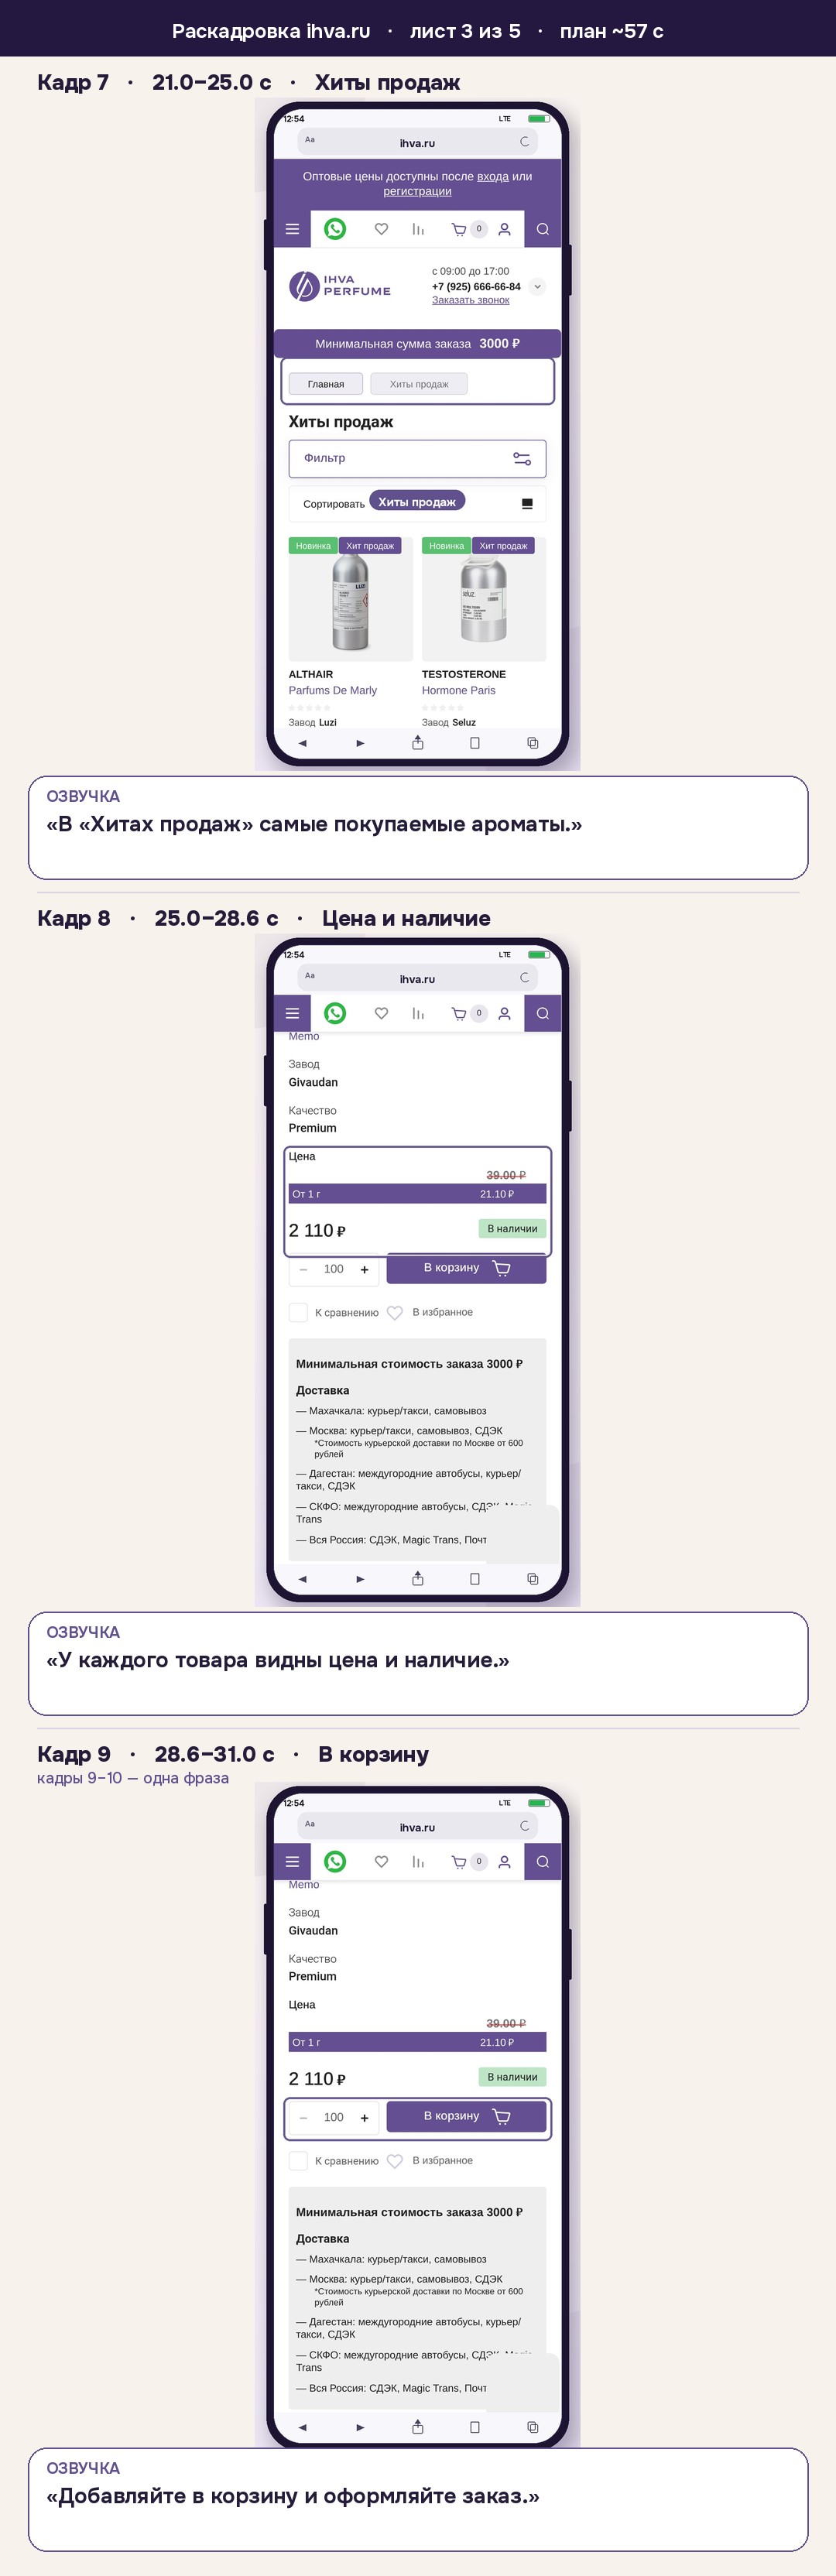 Раскадровка ihva.ru · лист 3 из 5 · план ~57 с
Кадр 7 · 21.0–25.0 с · Хиты продаж
12:54
LTE
Aa
ihva.ru
Оптовые цены доступны после входа или
регистрации
0
IHVA
PERFUME
с 09:00 до 17:00
+7 (925) 666-66-84
Заказать звонок
Минимальная сумма заказа 3000 ₽
Главная
Хиты продаж
Хиты продаж
Фильтр
Сортировать
Хиты продаж
Новинка
Хит продаж
Новинка
Хит продаж
LUZI
seluz.
ALTHAIR
TESTOSTERONE
Parfums De Marly
Hormone Paris
Завод Luzi
Завод Seluz
ОЗВУЧКА
«В «Хитах продаж» самые покупаемые ароматы.»
Кадр 8 · 25.0–28.6 с · Цена и наличие
12:54
LTE
Aa
ihva.ru
0
Memo
Завод
Givaudan
Качество
Premium
Цена
39.00 ₽
От 1 г
21.10 ₽
2 110 ₽
В наличии
– 100 +
В корзину
К сравнению
В избранное
Минимальная стоимость заказа 3000 ₽
Доставка
— Махачкала: курьер/такси, самовывоз
— Москва: курьер/такси, самовывоз, СДЭК
*Стоимость курьерской доставки по Москве от 600
рублей
— Дагестан: междугородние автобусы, курьер/
такси, СДЭК
— СКФО: междугородние автобусы, СДЭК, Magic
Trans
— Вся Россия: СДЭК, Magic Trans, Почт
ОЗВУЧКА
«У каждого товара видны цена и наличие.»
Кадр 9 · 28.6–31.0 с · В корзину
кадры 9–10 — одна фраза
12:54
LTE
Aa
ihva.ru
0
Memo
Завод
Givaudan
Качество
Premium
Цена
39.00 ₽
От 1 г
21.10 ₽
2 110 ₽
В наличии
– 100 +
В корзину
К сравнению
В избранное
Минимальная стоимость заказа 3000 ₽
Доставка
— Махачкала: курьер/такси, самовывоз
— Москва: курьер/такси, самовывоз, СДЭК
*Стоимость курьерской доставки по Москве от 600
рублей
— Дагестан: междугородние автобусы, курьер/
такси, СДЭК
— СКФО: междугородние автобусы, СДЭК, Magic
Trans
— Вся Россия: СДЭК, Magic Trans, Почт
ОЗВУЧКА
«Добавляйте в корзину и оформляйте заказ.»